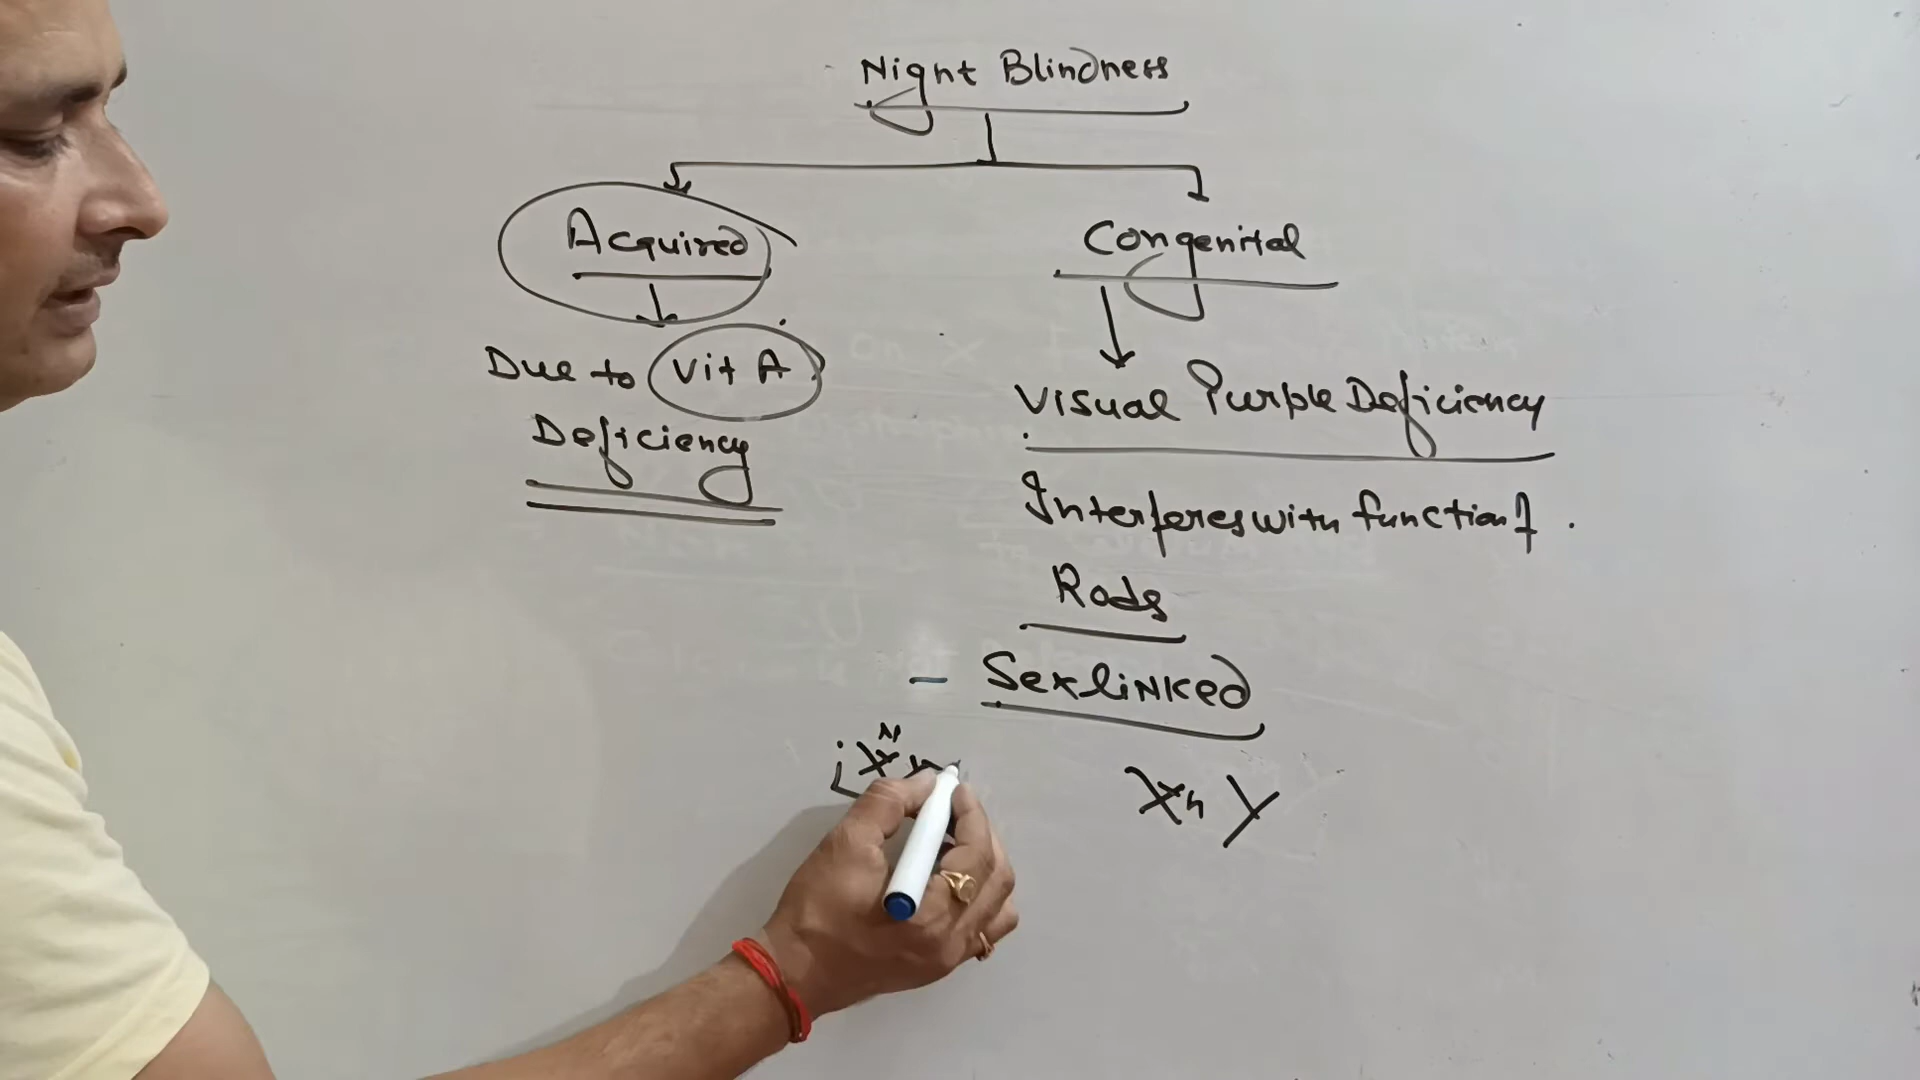 Night Blindness
Acquired
Congenital
Due to Vit A
Deficiency
Visual Purple Deficiency
Interferes with function of
Rods
- Sex linked
Xn Y